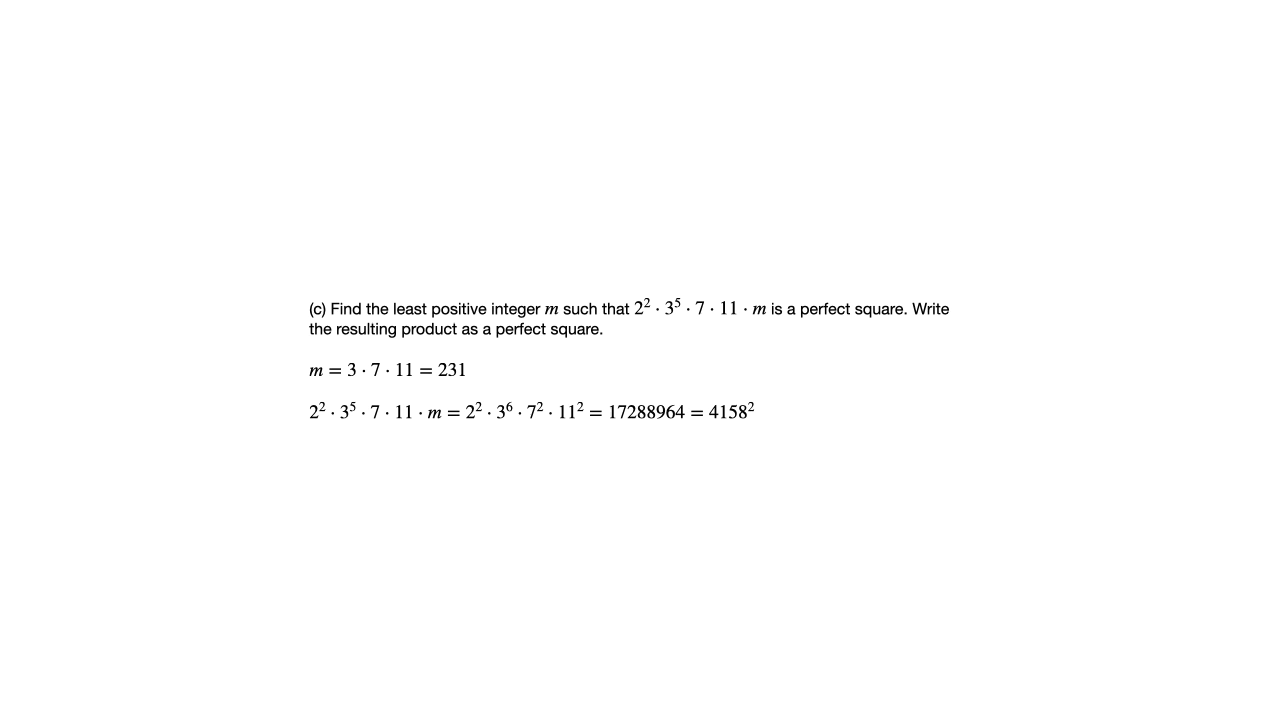 (c) Find the least positive integer m such that 2² · 3⁵ · 7 · 11 · m is a perfect square. Write
the resulting product as a perfect square.
m = 3 · 7 · 11 = 231
2² · 3⁵ · 7 · 11 · m = 2² · 3⁶ · 7² · 11² = 17288964 = 4158²